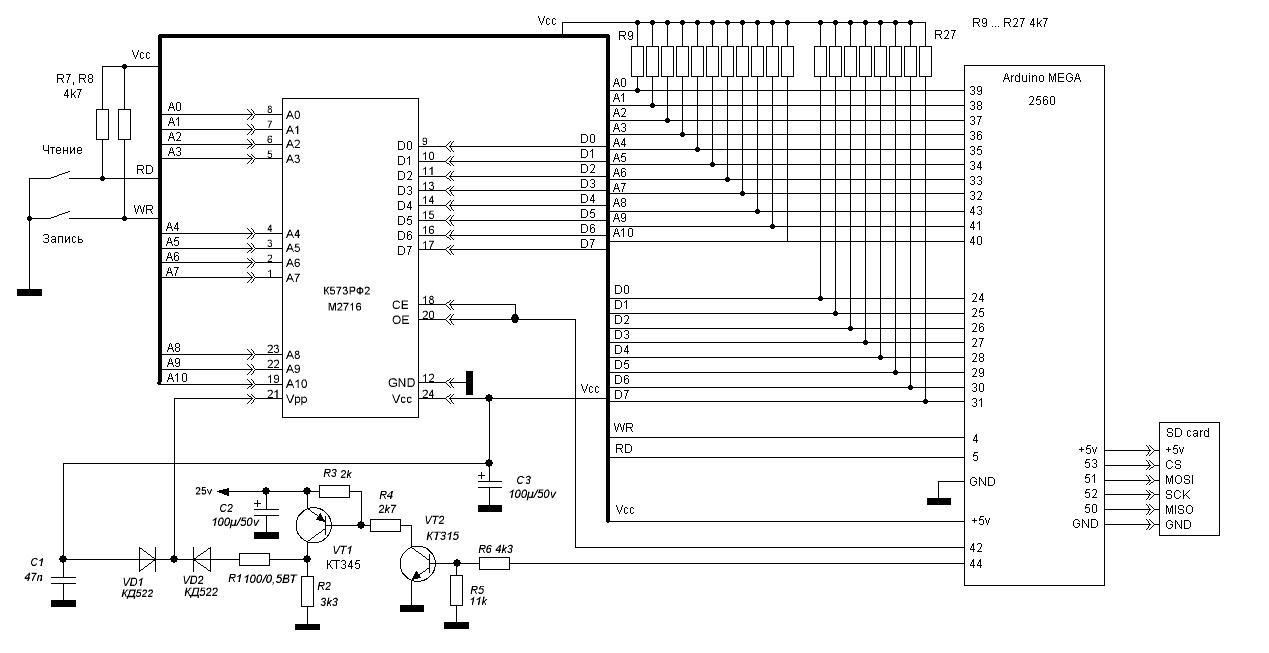 Vcc
R9
R27
R9 ... R27 4k7
Vcc
R7, R8
4k7
A0
A1
A2
A3
Чтение
RD
WR
Запись
A4
A5
A6
A7
A8
A9
A10
8
7
6
5
4
3
2
1
23
22
19
21
A0
A1
A2
A3
A4
A5
A6
A7
A8
A9
A10
Vpp
К573РФ2
M2716
D0
D1
D2
D3
D4
D5
D6
D7
CE
OE
GND
Vcc
9
10
11
13
14
15
16
17
18
20
12
24
D0
D1
D2
D3
D4
D5
D6
D7
Vcc
A0
A1
A2
A3
A4
A5
A6
A7
A8
A9
A10
D0
D1
D2
D3
D4
D5
D6
D7
WR
RD
Vcc
Arduino MEGA
2560
39
38
37
36
35
34
33
32
43
41
40
24
25
26
27
28
29
30
31
4
5
GND
+5v
42
44
+5v
53
51
52
50
GND
SD card
+5v
CS
MOSI
SCK
MISO
GND
25v
C2
100µ/50v
R3 2k
R4
2k7
VT1
КТ345
VT2
КТ315
+
C3
100µ/50v
+
C1
47n
VD1
КД522
VD2
КД522
R1 100/0,5ВТ
R2
3k3
R6 4k3
R5
11k